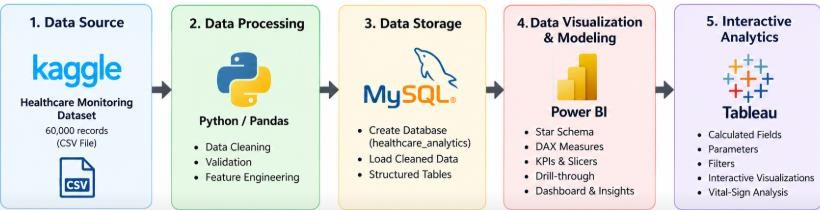 1. Data Source
kaggle
Healthcare Monitoring
Dataset
60,000 records
(CSV File)
CSV
2. Data Processing
Python / Pandas
• Data Cleaning
• Validation
• Feature Engineering
3. Data Storage
MySQL®
• Create Database
(healthcare_analytics)
• Load Cleaned Data
• Structured Tables
4. Data Visualization
& Modeling
Power BI
• Star Schema
• DAX Measures
• KPIs & Slicers
• Drill-through
• Dashboard & Insights
5. Interactive
Analytics
Tableau
• Calculated Fields
• Parameters
• Filters
• Interactive Visualizations
• Vital-Sign Analysis